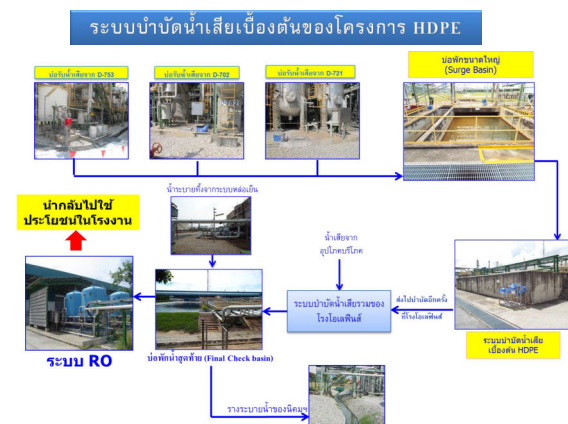 ระบบบำบัดน้ำเสียเบื้องต้นของโครงการ HDPE
บ่อรับน้ำเสียจาก D-753
บ่อรับน้ำเสียจาก D-702
บ่อรับน้ำเสียจาก D-721
บ่อพักขนาดใหญ่
(Surge Basin)
น้ำระบายทิ้งจากระบบหล่อเย็น
นำกลับไปใช้
ประโยชน์ในโรงงาน
น้ำเสียจาก
อุปโภคบริโภค
ระบบบำบัดน้ำเสียรวมของ
โรงโอเลฟินส์
ส่งไปบำบัดอีกครั้ง
ที่โรงโอเลฟินส์
ระบบบำบัดน้ำเสีย
เบื้องต้น HDPE
ระบบ RO
บ่อพักน้ำสุดท้าย (Final Check basin)
รางระบายน้ำของนิคมฯ